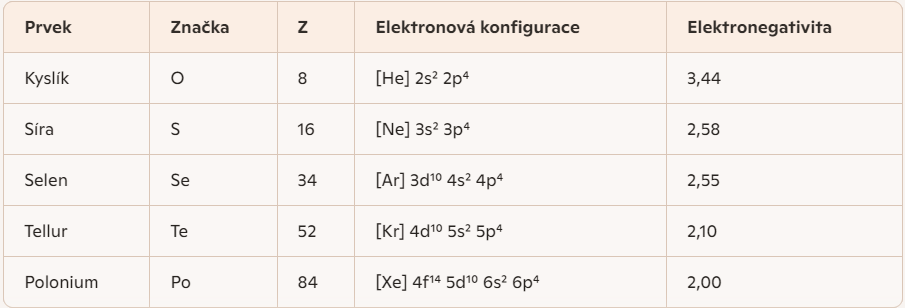 Prvek Značka Z Elektronová konfigurace Elektronegativita
Kyslík O 8 [He] 2s² 2p⁴ 3,44
Síra S 16 [Ne] 3s² 3p⁴ 2,58
Selen Se 34 [Ar] 3d¹⁰ 4s² 4p⁴ 2,55
Tellur Te 52 [Kr] 4d¹⁰ 5s² 5p⁴ 2,10
Polonium Po 84 [Xe] 4f¹⁴ 5d¹⁰ 6s² 6p⁴ 2,00